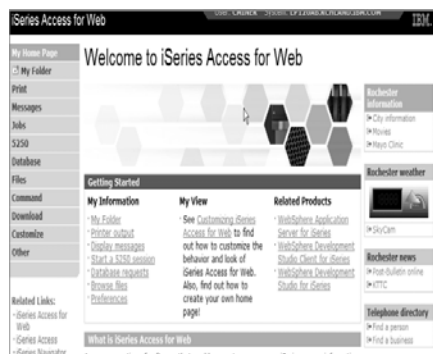 iSeries Access for Web
IBM
My Home Page
My Folder
Print
Messages
Jobs
5250
Database
Files
Command
Download
Customize
Other
Related Links:
iSeries Access for
Web
iSeries Access
iSeries Navigator
Welcome to iSeries Access for Web
Getting Started
My Information
My Folder
Printer output
Display messages
Start a 5250 session
Database requests
Browse files
Preferences
My View
See Customizing iSeries
Access for Web to find
out how to customize the
behavior and look of
iSeries Access for Web.
Also, find out how to
create your own home
page!
Related Products
WebSphere Application
Server for iSeries
WebSphere Development
Studio Client for iSeries
WebSphere Development
Studio for iSeries
What is iSeries Access for Web
Rochester
information
City information
Movies
Mayo Clinic
Rochester weather
SkyCam
Rochester news
Post-Bulletin online
KTTC
Telephone directory
Find a person
Find a business